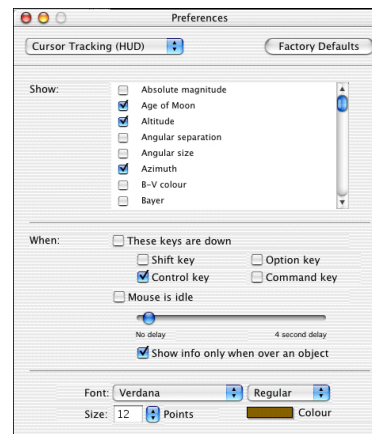 Preferences
Cursor Tracking (HUD) Factory Defaults
Show:
Absolute magnitude
Age of Moon
Altitude
Angular separation
Angular size
Azimuth
B-V colour
Bayer
When:
These keys are down
Shift key Option key
Control key Command key
Mouse is idle
No delay 4 second delay
Show info only when over an object
Font: Verdana Regular
Size: 12 Points Colour